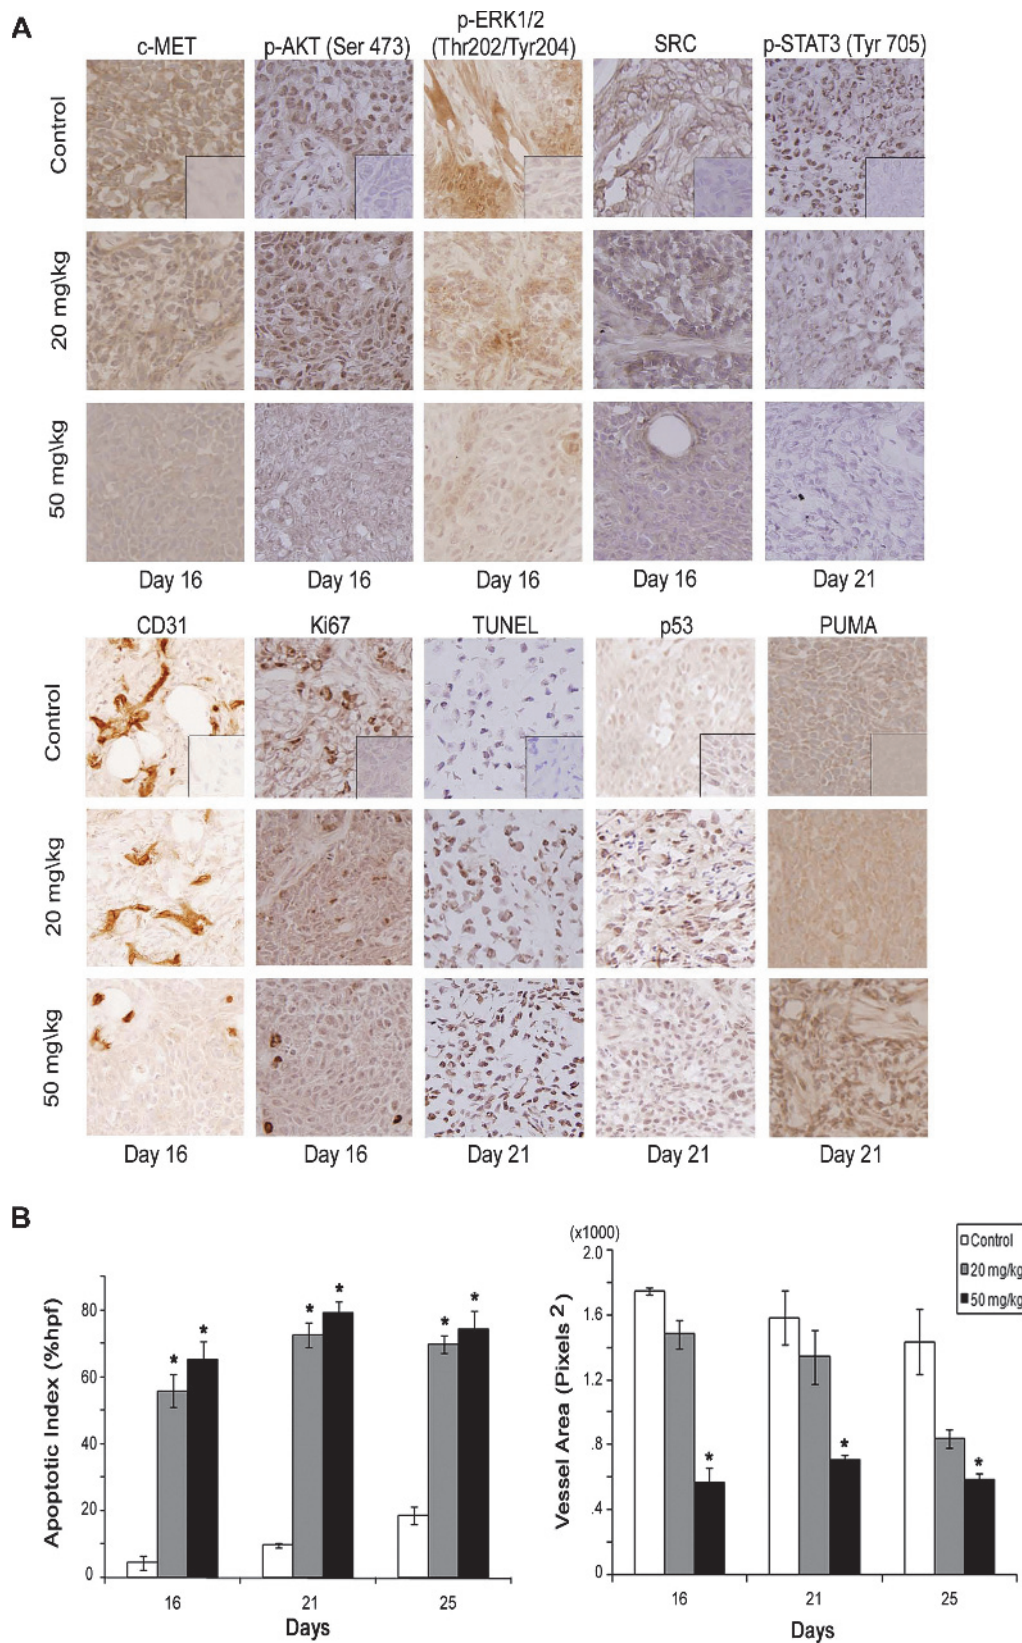 A
c-MET
p-AKT (Ser 473)
p-ERK1/2
(Thr202/Tyr204)
SRC
p-STAT3 (Tyr 705)
Control
20 mg\kg
50 mg\kg
Day 16
Day 16
Day 16
Day 16
Day 21
CD31
Ki67
TUNEL
p53
PUMA
Control
20 mg\kg
50 mg\kg
Day 16
Day 16
Day 21
Day 21
Day 21
B
Apoptotic Index (%hpf)
80
60
40
20
0
* * * * * *
16 21 25
Days
(x1000)
Vessel Area (Pixels 2)
2.0
1.6
1.2
.8
.4
0
* * *
16 21 25
Days
Control
20 mg/kg
50 mg/kg